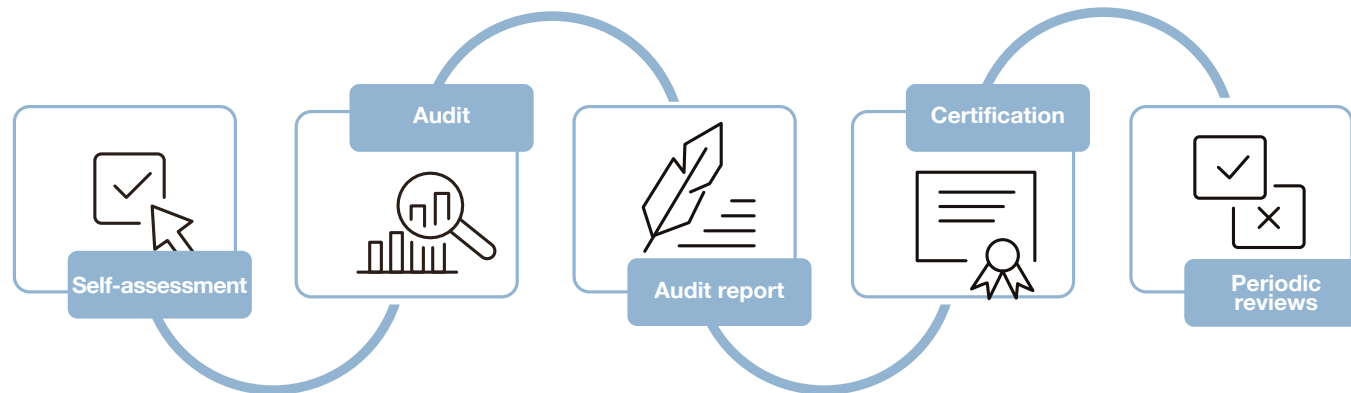 Self-assessment
Audit
Audit report
Certification
Periodic
reviews